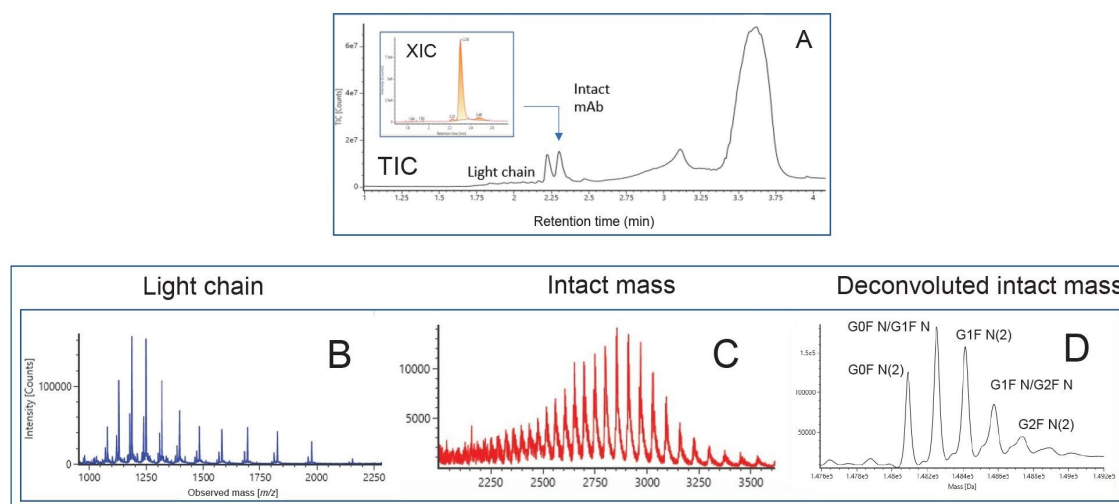 A
XIC
Retention time [min]
TIC [Counts]
6e7
4e7
2e7
0
Intact
mAb
Light chain
TIC
1
1.25
1.5
1.75
2
2.25
2.5
2.75
3
3.25
3.5
3.75
4
Retention time (min)
Light chain
Intact mass
Deconvoluted intact mass
B
Intensity [Counts]
100000
0
1000
1250
1500
1750
2000
2250
Observed mass [m/z]
C
10000
5000
2250
2500
2750
3000
3250
3500
D
G0F N/G1F N
G1F N(2)
G0F N(2)
G1F N/G2F N
G2F N(2)
1.5e5
100000
50000
1.476e5
1.478e5
1.48e5
1.482e5
1.484e5
1.486e5
1.488e5
1.49e5
1.492e5
Mass [Da]